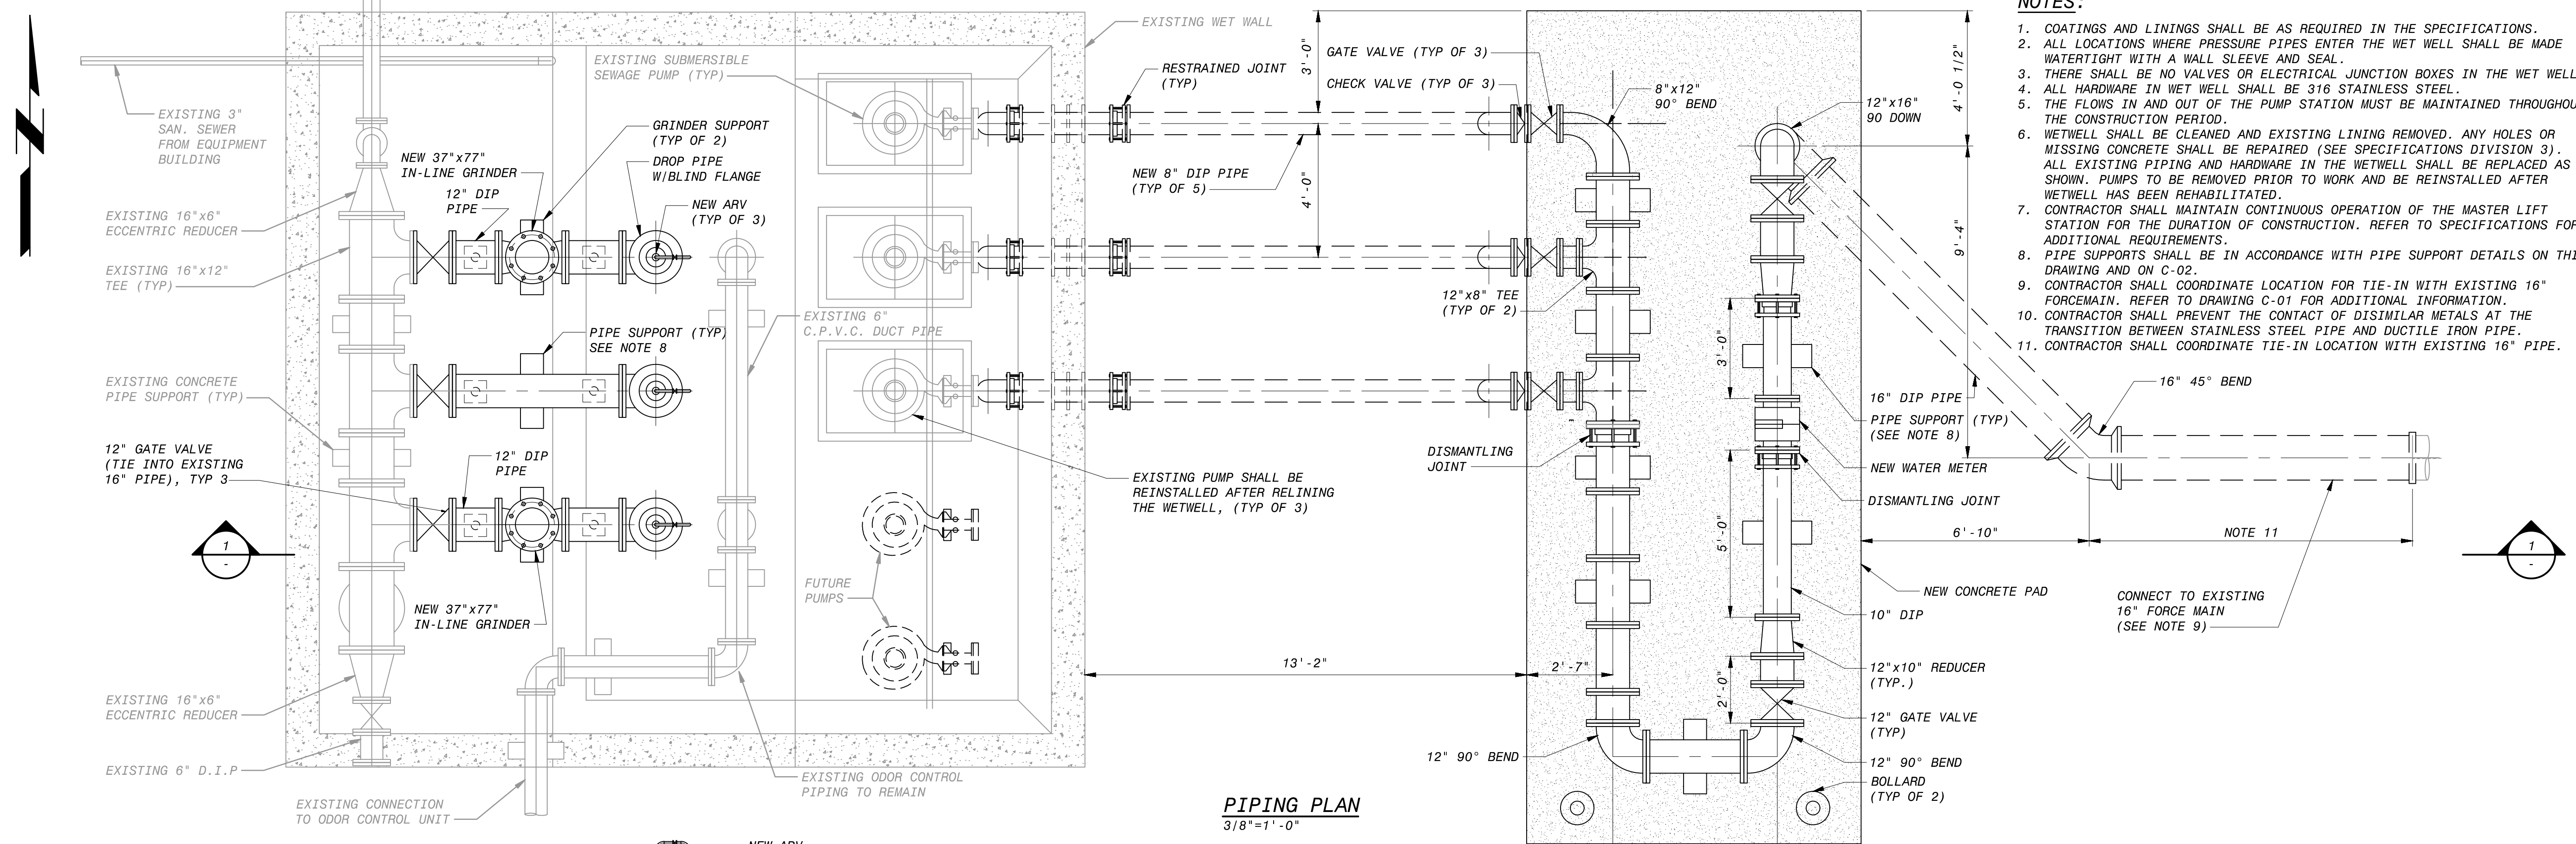 EXISTING WET WALL
EXISTING SUBMERSIBLE
SEWAGE PUMP (TYP)
EXISTING 3"
SAN. SEWER
FROM EQUIPMENT
BUILDING
RESTRAINED JOINT
(TYP)
3'-0"
GATE VALVE (TYP OF 3)
CHECK VALVE (TYP OF 3)
8"x12"
90° BEND
12"x16"
90 DOWN
4'-0 1/2"
GRINDER SUPPORT
(TYP OF 2)
NEW 37"x77"
IN-LINE GRINDER
DROP PIPE
W/BLIND FLANGE
12" DIP
PIPE
NEW ARV
(TYP OF 3)
NEW 8" DIP PIPE
(TYP OF 5)
4'-0"
EXISTING 16"x6"
ECCENTRIC REDUCER
EXISTING 16"x12"
TEE (TYP)
9'-4"
12"x8" TEE
(TYP OF 2)
EXISTING 6"
C.P.V.C. DUCT PIPE
PIPE SUPPORT (TYP)
SEE NOTE 8
3'-0"
EXISTING CONCRETE
PIPE SUPPORT (TYP)
16" 45° BEND
16" DIP PIPE
PIPE SUPPORT (TYP)
(SEE NOTE 8)
12" GATE VALVE
(TIE INTO EXISTING
16" PIPE), TYP 3
12" DIP
PIPE
DISMANTLING
JOINT
NEW WATER METER
EXISTING PUMP SHALL BE
REINSTALLED AFTER RELINING
THE WETWELL, (TYP OF 3)
DISMANTLING JOINT
5'-0"
6'-10"
NOTE 11
1
-
1
-
FUTURE
PUMPS
NEW CONCRETE PAD
NEW 37"x77"
IN-LINE GRINDER
10" DIP
CONNECT TO EXISTING
16" FORCE MAIN
(SEE NOTE 9)
13'-2"
2'-7"
2'-0"
12"x10" REDUCER
(TYP.)
EXISTING 16"x6"
ECCENTRIC REDUCER
12" GATE VALVE
(TYP)
12" 90° BEND
12" 90° BEND
EXISTING 6" D.I.P
EXISTING ODOR CONTROL
PIPING TO REMAIN
BOLLARD
(TYP OF 2)
EXISTING CONNECTION
TO ODOR CONTROL UNIT
PIPING PLAN
3/8"=1'-0"
NEW ARV
NOTES:
1. COATINGS AND LININGS SHALL BE AS REQUIRED IN THE SPECIFICATIONS.
2. ALL LOCATIONS WHERE PRESSURE PIPES ENTER THE WET WELL SHALL BE MADE
WATERTIGHT WITH A WALL SLEEVE AND SEAL.
3. THERE SHALL BE NO VALVES OR ELECTRICAL JUNCTION BOXES IN THE WET WELL
4. ALL HARDWARE IN WET WELL SHALL BE 316 STAINLESS STEEL.
5. THE FLOWS IN AND OUT OF THE PUMP STATION MUST BE MAINTAINED THROUGHOU
THE CONSTRUCTION PERIOD.
6. WETWELL SHALL BE CLEANED AND EXISTING LINING REMOVED. ANY HOLES OR
MISSING CONCRETE SHALL BE REPAIRED (SEE SPECIFICATIONS DIVISION 3).
ALL EXISTING PIPING AND HARDWARE IN THE WETWELL SHALL BE REPLACED AS
SHOWN. PUMPS TO BE REMOVED PRIOR TO WORK AND BE REINSTALLED AFTER
WETWELL HAS BEEN REHABILITATED.
7. CONTRACTOR SHALL MAINTAIN CONTINUOUS OPERATION OF THE MASTER LIFT
STATION FOR THE DURATION OF CONSTRUCTION. REFER TO SPECIFICATIONS FOR
ADDITIONAL REQUIREMENTS.
8. PIPE SUPPORTS SHALL BE IN ACCORDANCE WITH PIPE SUPPORT DETAILS ON THI
DRAWING AND ON C-02.
9. CONTRACTOR SHALL COORDINATE LOCATION FOR TIE-IN WITH EXISTING 16"
FORCEMAIN. REFER TO DRAWING C-01 FOR ADDITIONAL INFORMATION.
10. CONTRACTOR SHALL PREVENT THE CONTACT OF DISIMILAR METALS AT THE
TRANSITION BETWEEN STAINLESS STEEL PIPE AND DUCTILE IRON PIPE.
11. CONTRACTOR SHALL COORDINATE TIE-IN LOCATION WITH EXISTING 16" PIPE.